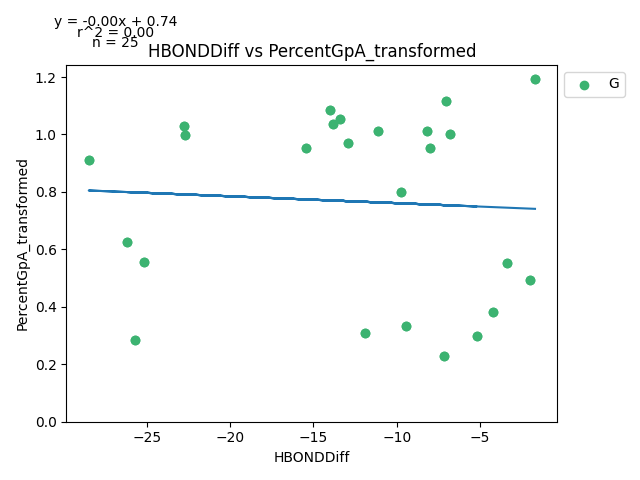 y = -0.00x + 0.74
r^2 = 0.00
n = 25
HBONDDiff vs PercentGpA_transformed
G
PercentGpA_transformed
1.2
1.0
0.8
0.6
0.4
0.2
0.0
−25
−20
−15
−10
−5
HBONDDiff